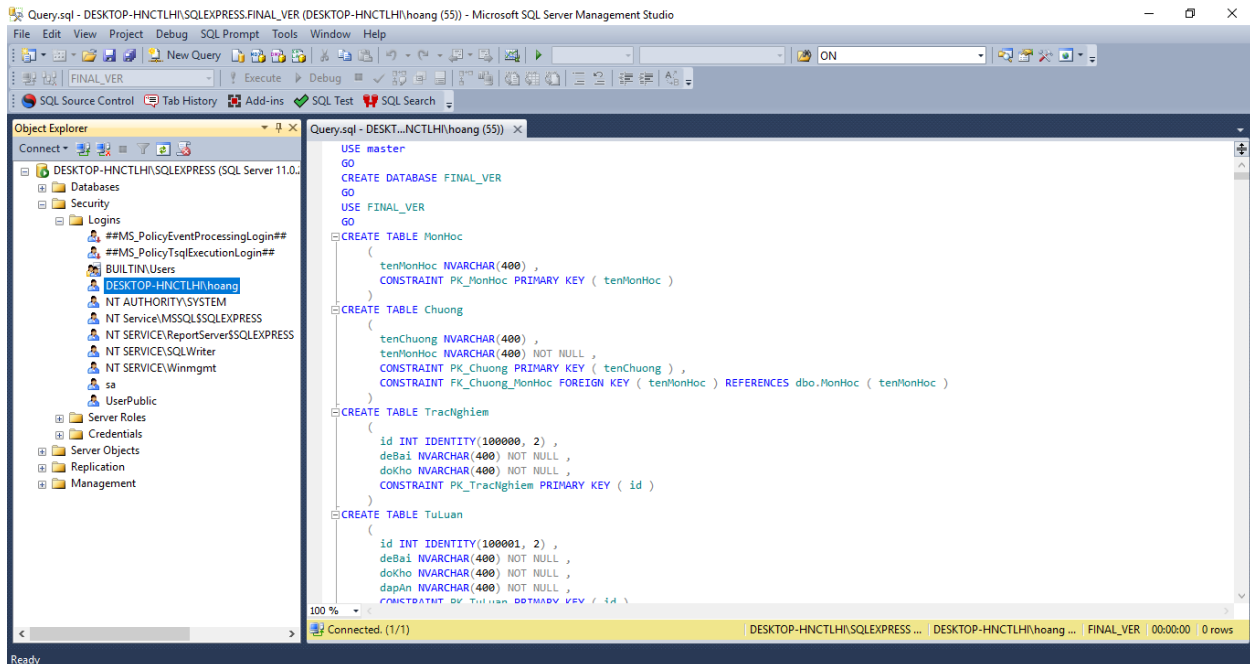 Query.sql - DESKTOP-HNCTLHI\SQLEXPRESS.FINAL_VER (DESKTOP-HNCTLHI\hoang (55)) - Microsoft SQL Server Management Studio
File Edit View Project Debug SQL Prompt Tools Window Help
New Query ON
FINAL_VER Execute Debug
SQL Source Control Tab History Add-ins SQL Test SQL Search
Object Explorer
Connect
DESKTOP-HNCTLHI\SQLEXPRESS (SQL Server 11.0.
Databases
Security
Logins
##MS_PolicyEventProcessingLogin##
##MS_PolicyTsqlExecutionLogin##
BUILTIN\Users
DESKTOP-HNCTLHI\hoang
NT AUTHORITY\SYSTEM
NT Service\MSSQL$SQLEXPRESS
NT SERVICE\ReportServer$SQLEXPRESS
NT SERVICE\SQLWriter
NT SERVICE\Winmgmt
sa
UserPublic
Server Roles
Credentials
Server Objects
Replication
Management
Query.sql - DESKT...NCTLHI\hoang (55))
USE master
GO
CREATE DATABASE FINAL_VER
GO
USE FINAL_VER
GO
CREATE TABLE MonHoc
(
tenMonHoc NVARCHAR(400) ,
CONSTRAINT PK_MonHoc PRIMARY KEY ( tenMonHoc )
)
CREATE TABLE Chuong
(
tenChuong NVARCHAR(400) ,
tenMonHoc NVARCHAR(400) NOT NULL ,
CONSTRAINT PK_Chuong PRIMARY KEY ( tenChuong ) ,
CONSTRAINT FK_Chuong_MonHoc FOREIGN KEY ( tenMonHoc ) REFERENCES dbo.MonHoc ( tenMonHoc )
)
CREATE TABLE TracNghiem
(
id INT IDENTITY(100000, 2) ,
deBai NVARCHAR(400) NOT NULL ,
doKho NVARCHAR(400) NOT NULL ,
CONSTRAINT PK_TracNghiem PRIMARY KEY ( id )
)
CREATE TABLE TuLuan
(
id INT IDENTITY(100001, 2) ,
deBai NVARCHAR(400) NOT NULL ,
doKho NVARCHAR(400) NOT NULL ,
dapAn NVARCHAR(400) NOT NULL ,
CONSTRAINT PK_TuLuan PRIMARY KEY ( id )
100 %
Connected. (1/1) DESKTOP-HNCTLHI\SQLEXPRESS ... DESKTOP-HNCTLHI\hoang ... FINAL_VER 00:00:00 0 rows
Ready